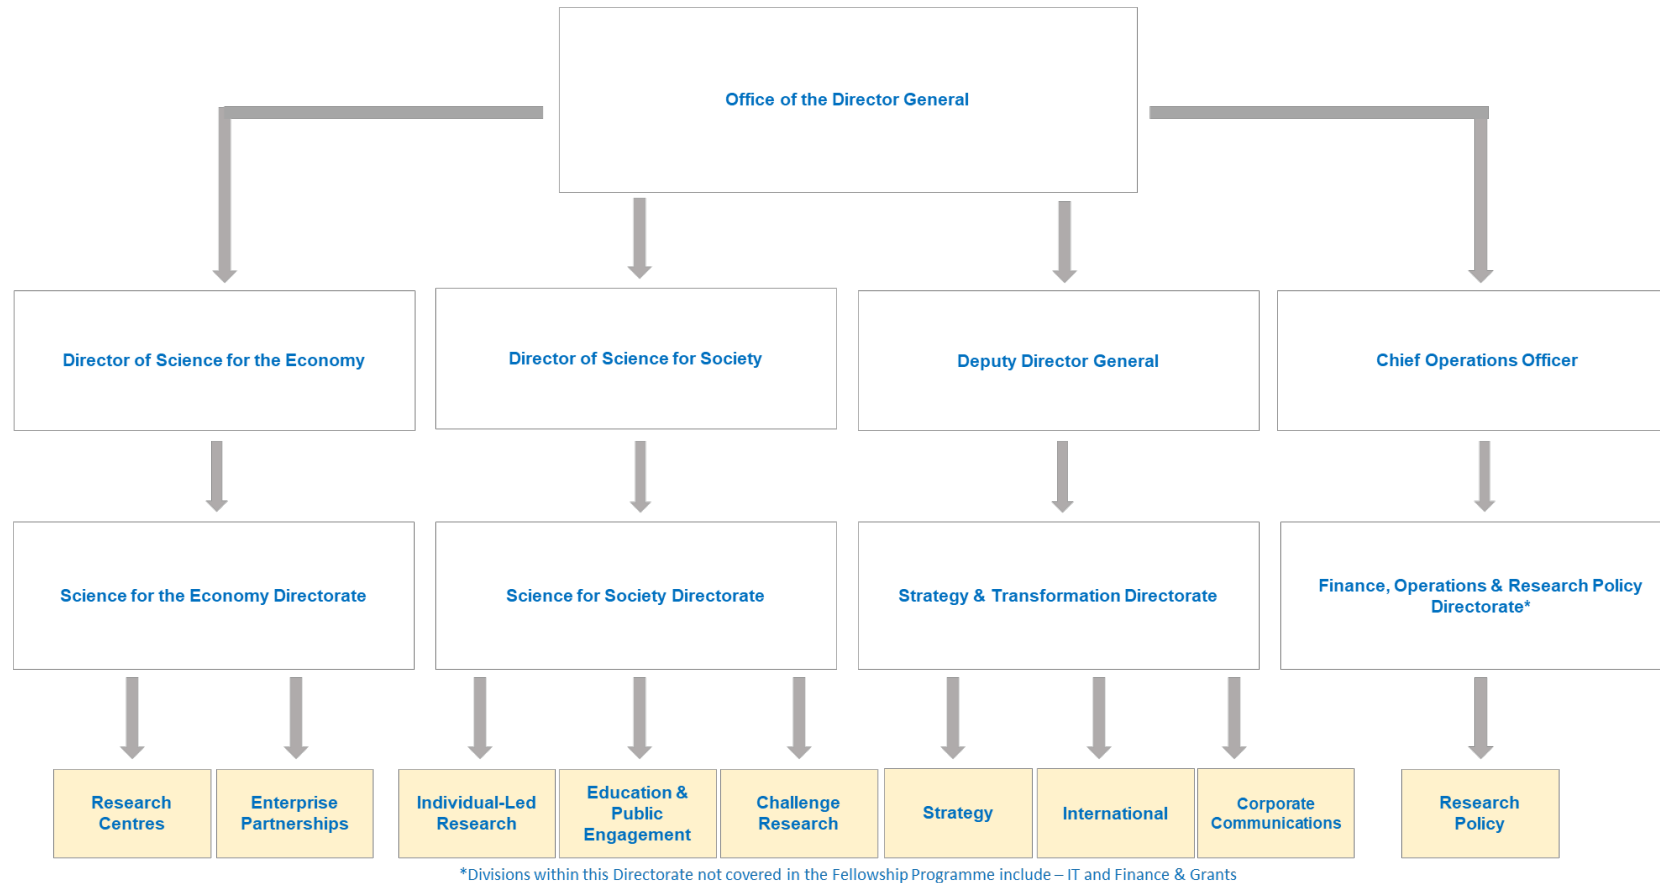 Office of the Director General
Director of Science for the Economy
Director of Science for Society
Deputy Director General
Chief Operations Officer
Science for the Economy Directorate
Science for Society Directorate
Strategy & Transformation Directorate
Finance, Operations & Research Policy
Directorate*
Research
Centres
Enterprise
Partnerships
Individual-Led
Research
Education &
Public
Engagement
Challenge
Research
Strategy
International
Corporate
Communications
Research
Policy
*Divisions within this Directorate not covered in the Fellowship Programme include – IT and Finance & Grants